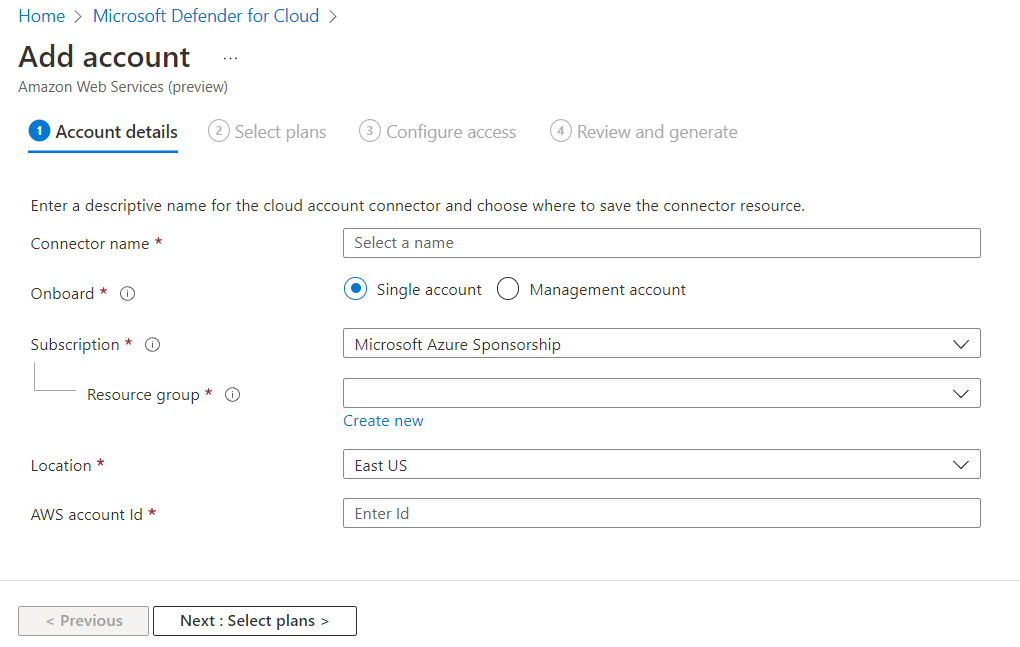 Home > Microsoft Defender for Cloud >
Add account ...
Amazon Web Services (preview)
1 Account details 2 Select plans 3 Configure access 4 Review and generate
Enter a descriptive name for the cloud account connector and choose where to save the connector resource.
Connector name * Select a name
Onboard * Single account Management account
Subscription * Microsoft Azure Sponsorship
Resource group *
Create new
Location * East US
AWS account Id * Enter Id
< Previous Next : Select plans >